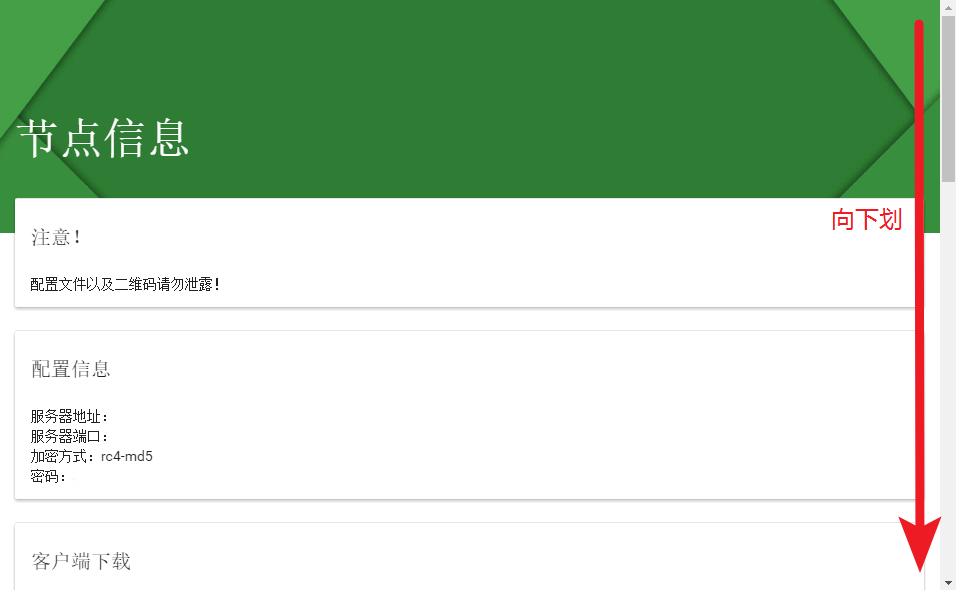 节点信息
向下划
注意！
配置文件以及二维码请勿泄露！
配置信息
服务器地址：
服务器端口：
加密方式：rc4-md5
密码：
客户端下载